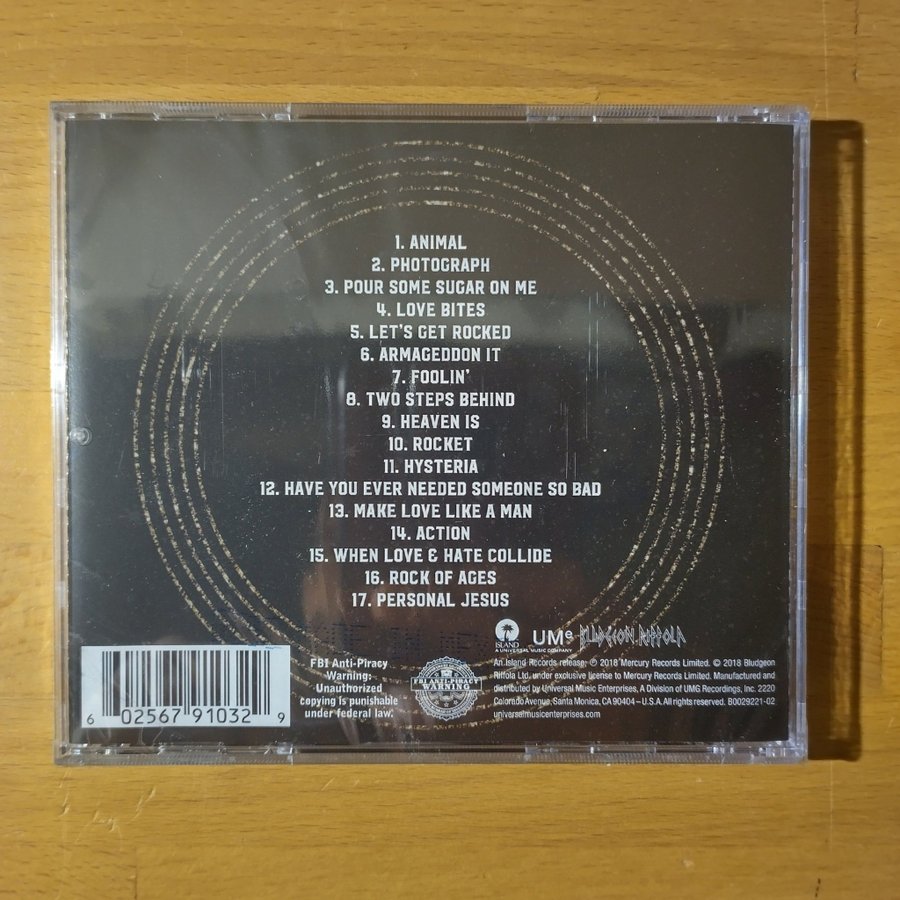 1. ANIMAL
2. PHOTOGRAPH
3. POUR SOME SUGAR ON ME
4. LOVE BITES
5. LET'S GET ROCKED
6. ARMAGEDDON IT
7. FOOLIN'
8. TWO STEPS BEHIND
9. HEAVEN IS
10. ROCKET
11. HYSTERIA
12. HAVE YOU EVER NEEDED SOMEONE SO BAD
13. MAKE LOVE LIKE A MAN
14. ACTION
15. WHEN LOVE & HATE COLLIDE
16. ROCK OF AGES
17. PERSONAL JESUS
ISLAND
A UNIVERSAL MUSIC COMPANY
UMe
BLUDGEON RIFFOLA
6 02567 91032 9
FBI Anti-Piracy
Warning:
Unauthorized
copying is punishable
under federal law.
FBI ANTI-PIRACY
WARNING
An Island Records release; ℗ 2018 Mercury Records Limited. © 2018 Bludgeon
Riffola Ltd. under exclusive license to Mercury Records Limited. Manufactured and
distributed by Universal Music Enterprises, A Division of UMG Recordings, Inc. 2220
Colorado Avenue, Santa Monica, CA 90404 – U.S.A. All rights reserved. B0029221-02
universalmusicenterprises.com